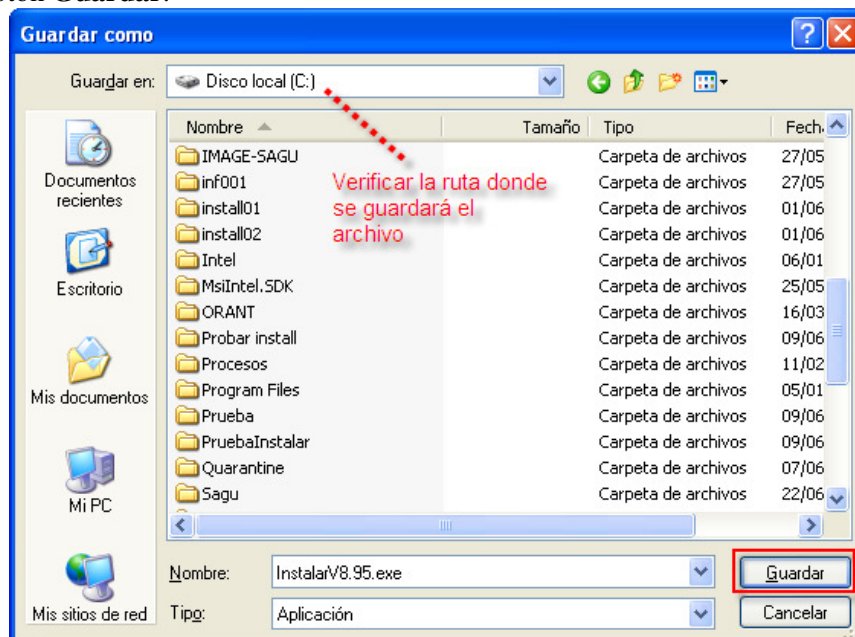 Guardar como
Guardar en:
Disco local (C:)
Nombre Tamaño Tipo Fech
IMAGE-SAGU Carpeta de archivos 27/05
inf001 Carpeta de archivos 27/05
install01 Carpeta de archivos 01/06
install02 Carpeta de archivos 01/06
Intel Carpeta de archivos 06/01
MsiIntel.SDK Carpeta de archivos 25/05
ORANT Carpeta de archivos 16/03
Probar install Carpeta de archivos 09/06
Procesos Carpeta de archivos 11/02
Program Files Carpeta de archivos 05/01
Prueba Carpeta de archivos 09/06
PruebaInstalar Carpeta de archivos 09/06
Quarantine Carpeta de archivos 07/06
Sagu Carpeta de archivos 22/06
Verificar la ruta donde
se guardará el
archivo
Documentos
recientes
Escritorio
Mis documentos
Mi PC
Mis sitios de red
Nombre: InstalarV8.95.exe Guardar
Tipo: Aplicación Cancelar